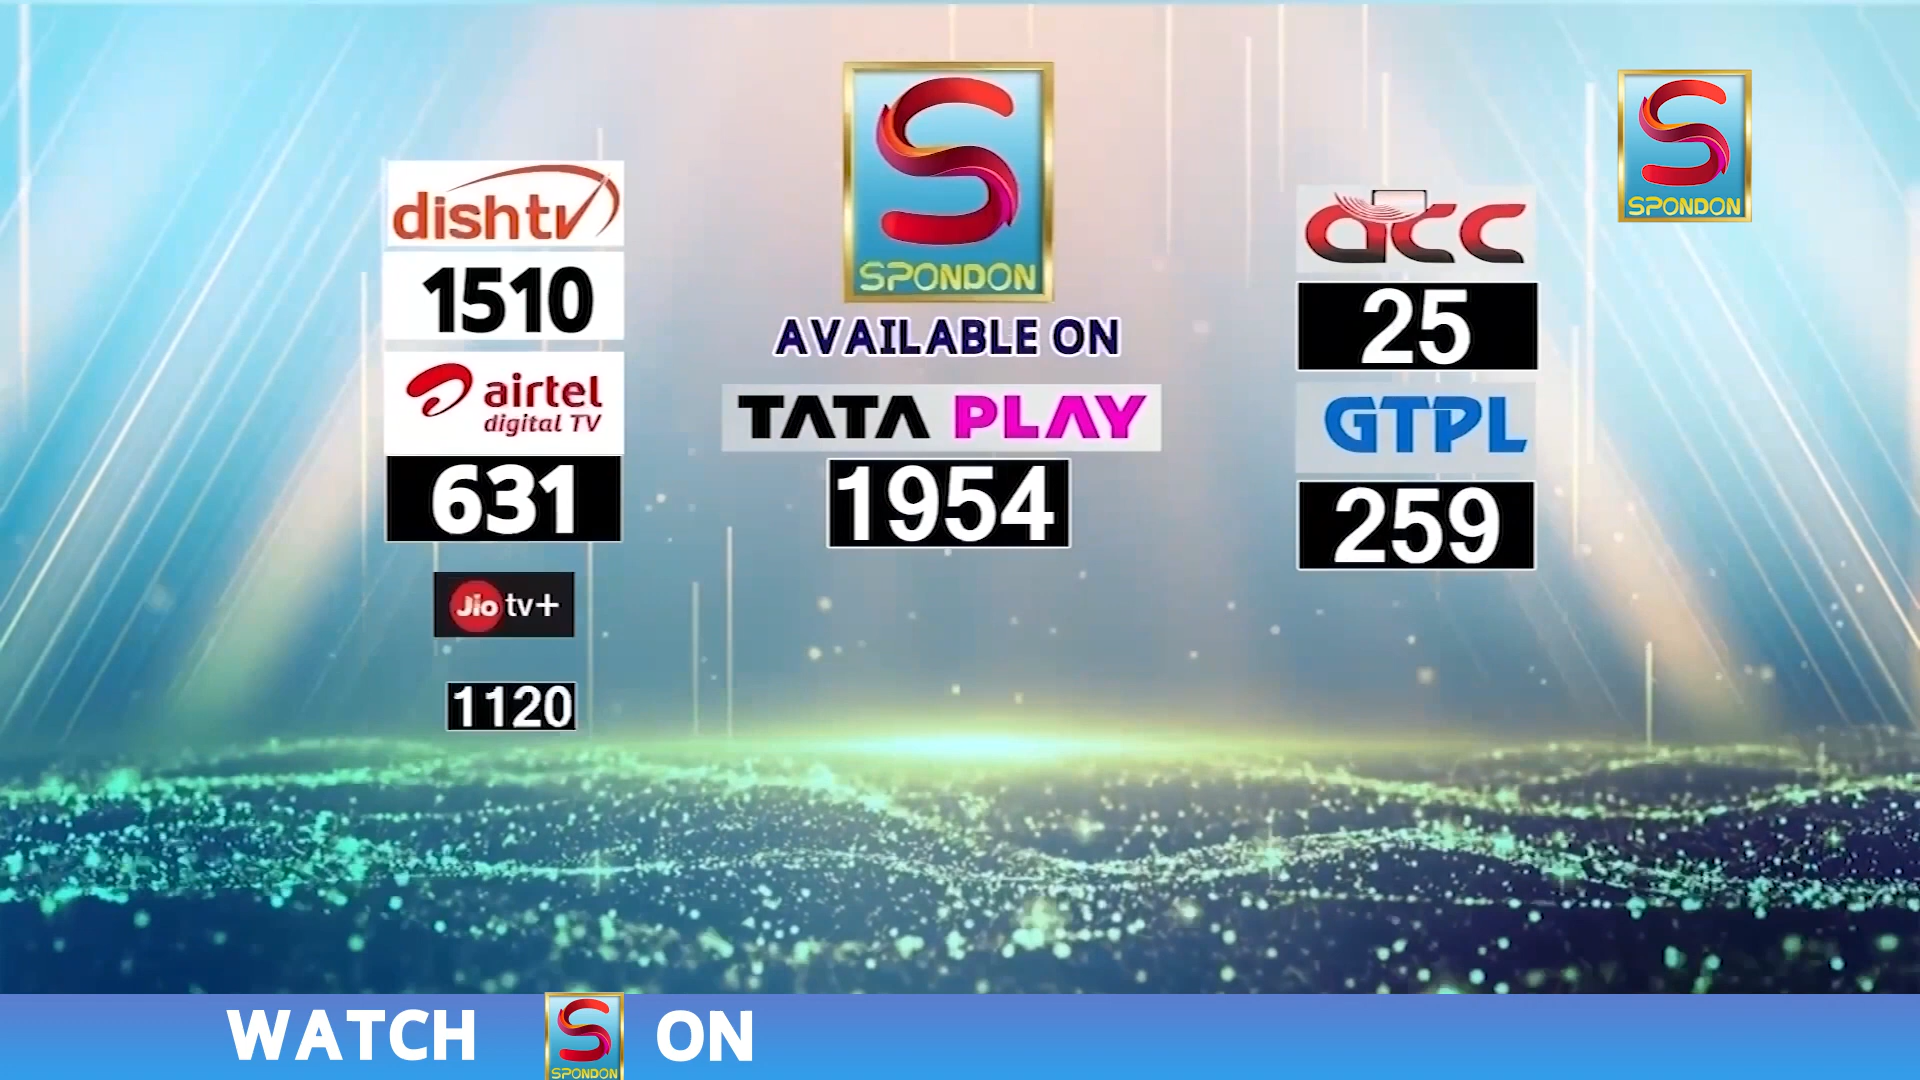 dishtv
1510
airtel
digital TV
631
Jio tv+
1120
SPONDON
AVAILABLE ON
TATA PLAY
1954
acc
25
GTPL
259
SPONDON
WATCH SPONDON ON